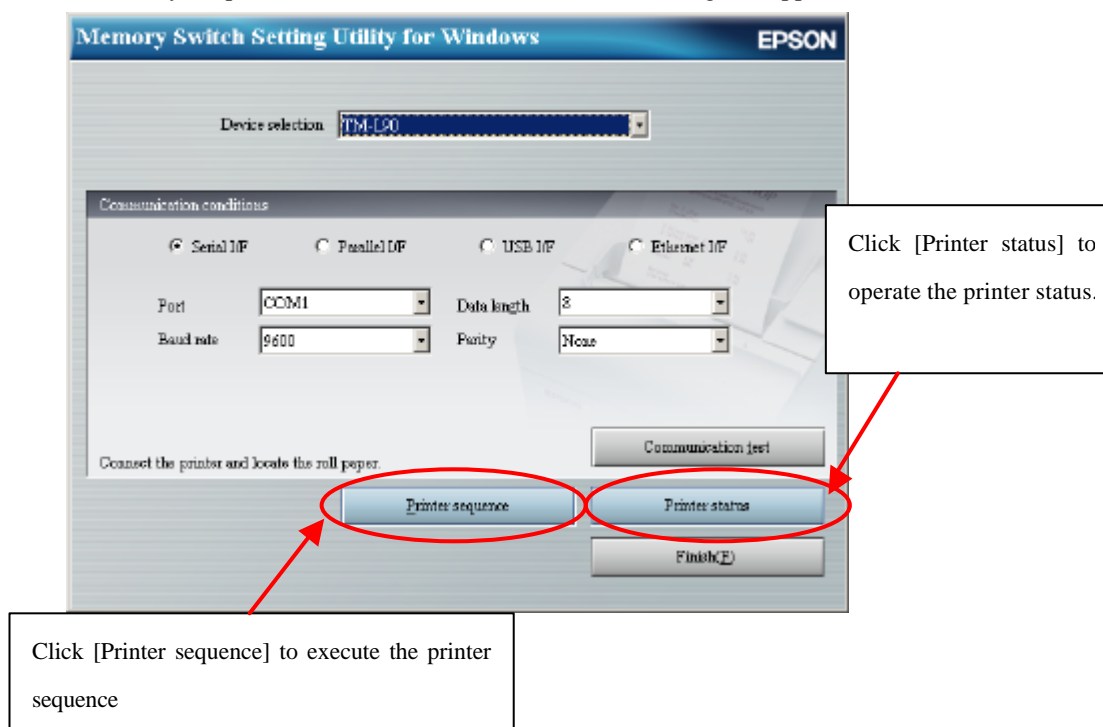 Memory Switch Setting Utility for Windows EPSON
Device selection TM-L90
Communication conditions
Serial I/F Parallel I/F USB I/F Ethernet I/F
Port COM1 Data length 8
Baud rate 9600 Parity None
Communication test
Connect the printer and locate the roll paper.
Printer sequence Printer status
Finish(F)
Click [Printer status] to
operate the printer status.
Click [Printer sequence] to execute the printer
sequence